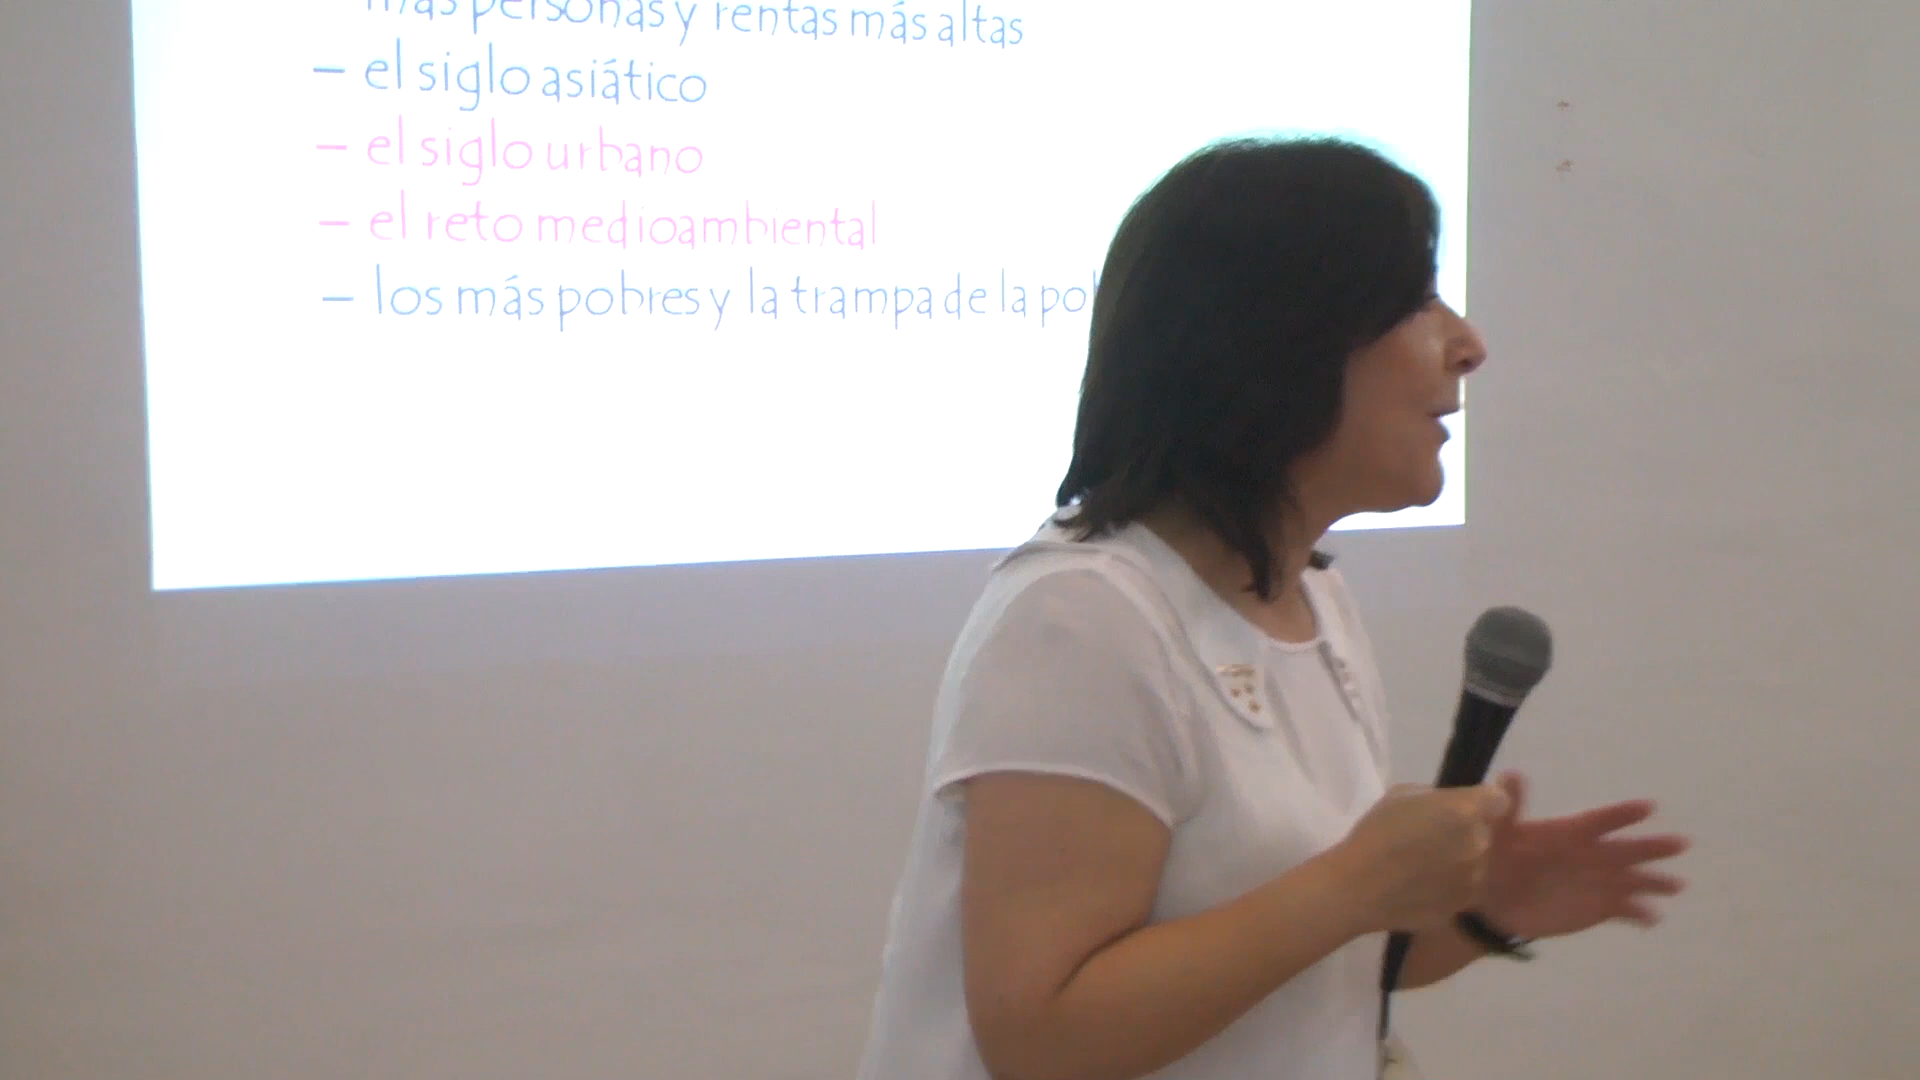 más personas y rentas más altas
– el siglo asiático
– el siglo urbano
– el reto medioambiental
– los más pobres y la trampa de la